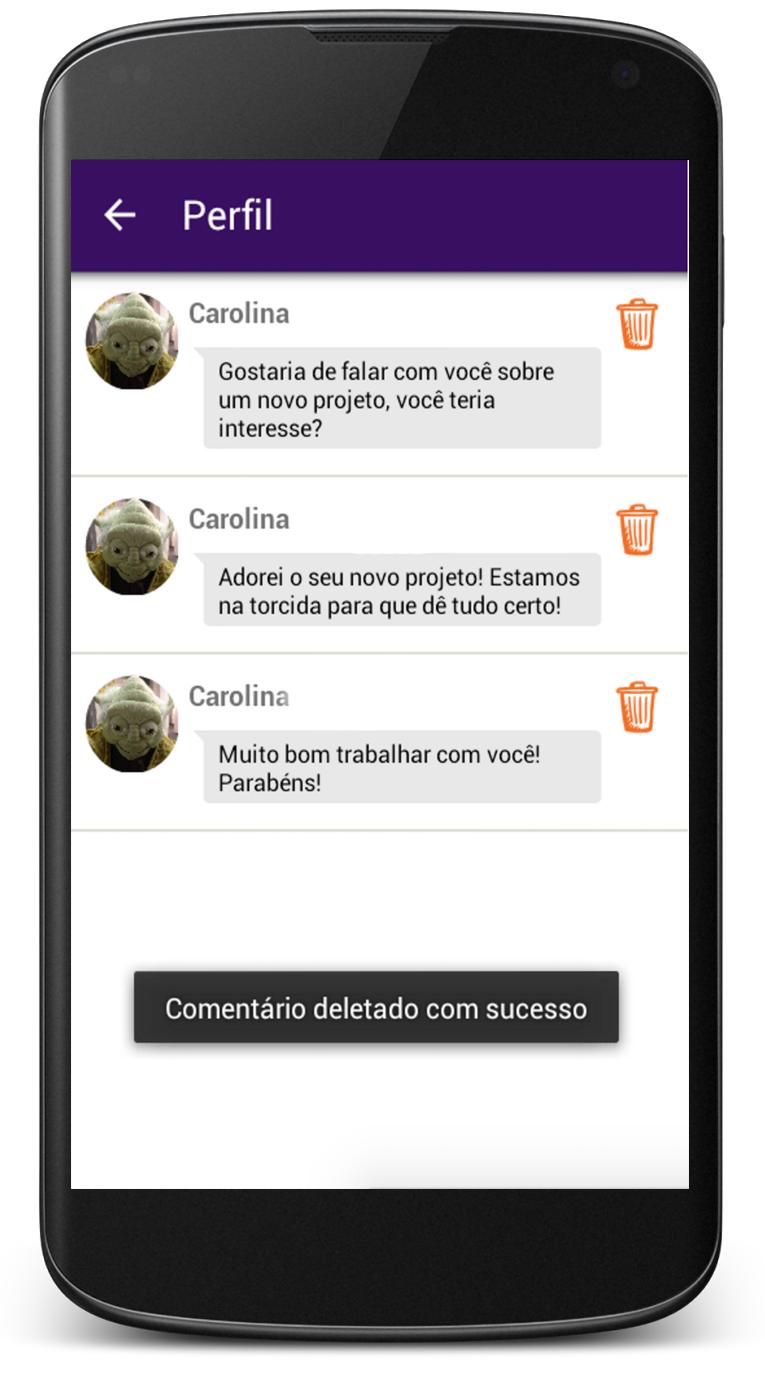 Perfil
Carolina
Gostaria de falar com você sobre
um novo projeto, você teria
interesse?
Carolina
Adorei o seu novo projeto! Estamos
na torcida para que dê tudo certo!
Carolina
Muito bom trabalhar com você!
Parabéns!
Comentário deletado com sucesso